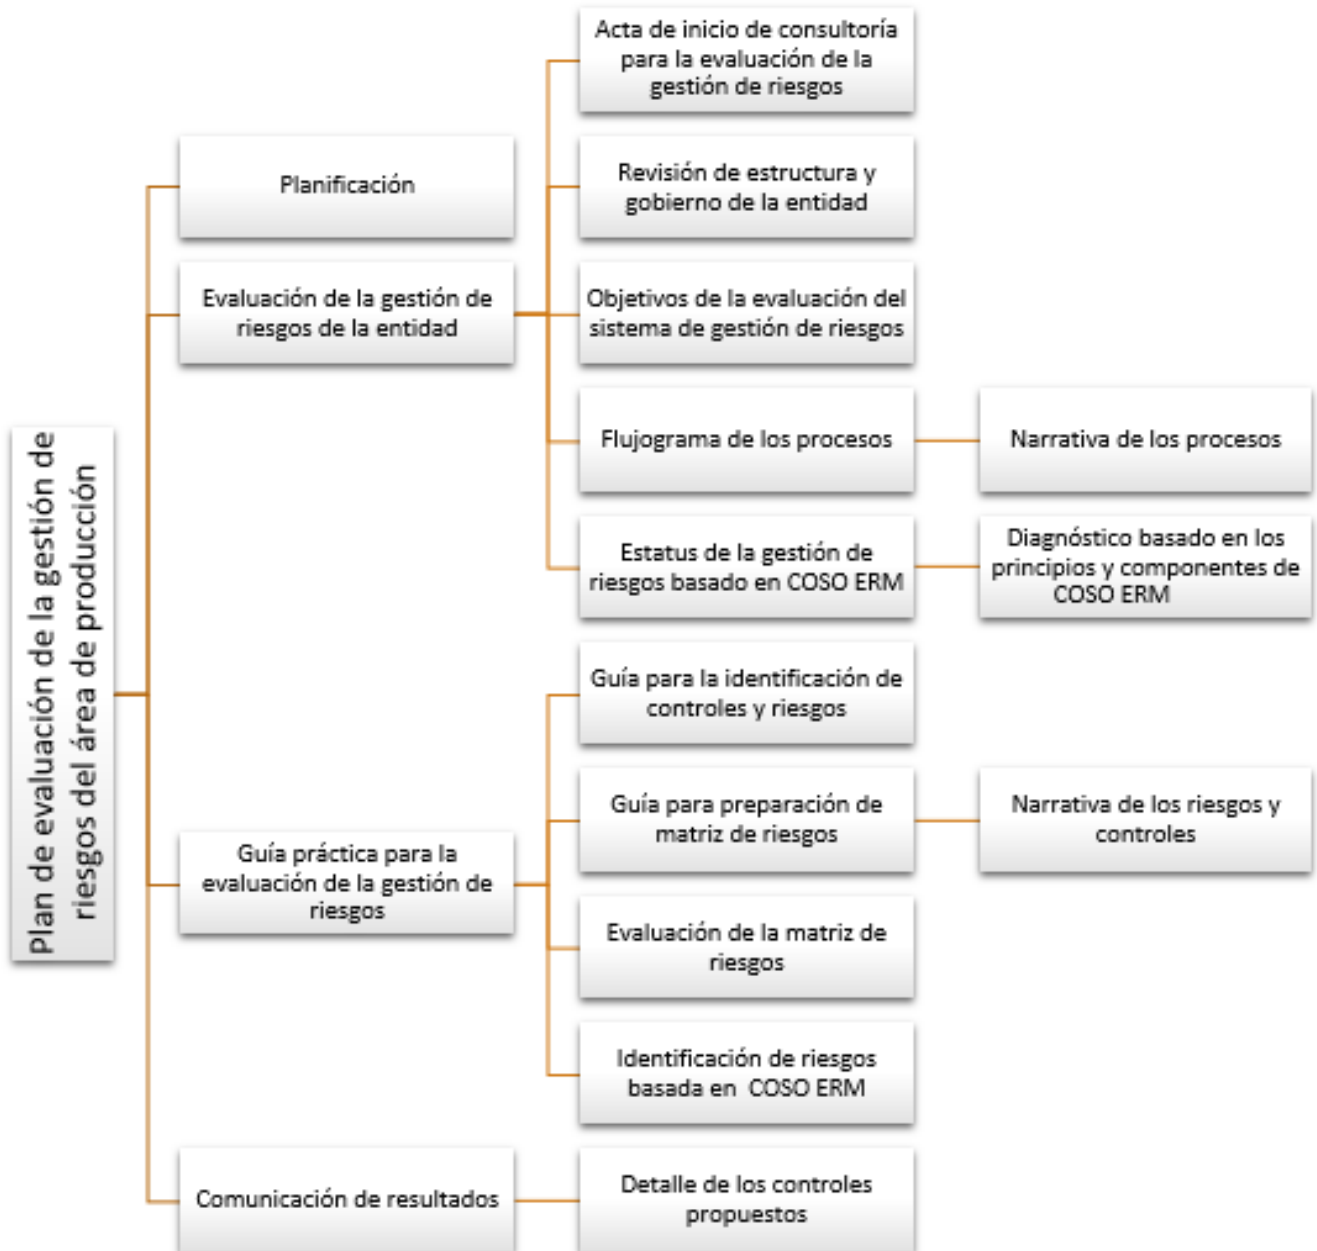 Plan de evaluación de la gestión de
riesgos del área de producción
Planificación
Evaluación de la gestión de
riesgos de la entidad
Acta de inicio de consultoría
para la evaluación de la
gestión de riesgos
Revisión de estructura y
gobierno de la entidad
Objetivos de la evaluación del
sistema de gestión de riesgos
Flujograma de los procesos
Narrativa de los procesos
Estatus de la gestión de
riesgos basado en COSO ERM
Diagnóstico basado en los
principios y componentes de
COSO ERM
Guía práctica para la
evaluación de la gestión de
riesgos
Guía para la identificación de
controles y riesgos
Guía para preparación de
matriz de riesgos
Narrativa de los riesgos y
controles
Evaluación de la matriz de
riesgos
Identificación de riesgos
basada en  COSO ERM
Comunicación de resultados
Detalle de los controles
propuestos